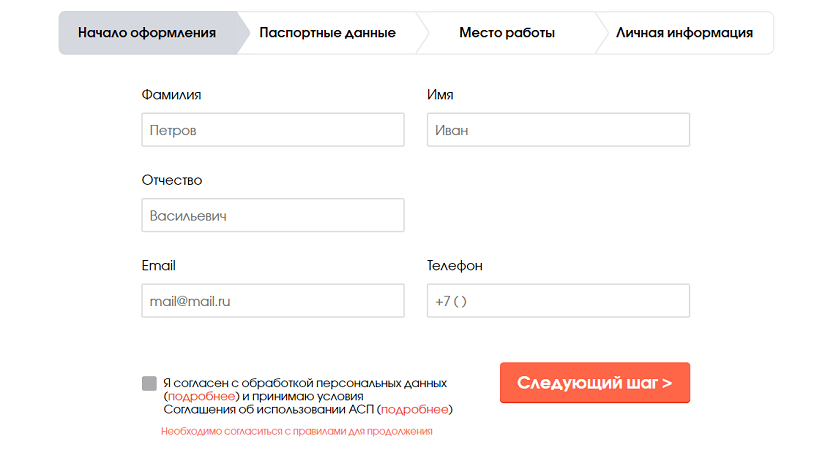 Начало оформления
Паспортные данные
Место работы
Личная информация
Фамилия
Имя
Петров
Иван
Отчество
Васильевич
Email
Телефон
mail@mail.ru
+7 ( )
Я согласен с обработкой персональных данных
(подробнее) и принимаю условия
Соглашения об использовании АСП (подробнее)
Следующий шаг >
Необходимо согласиться с правилами для продолжения